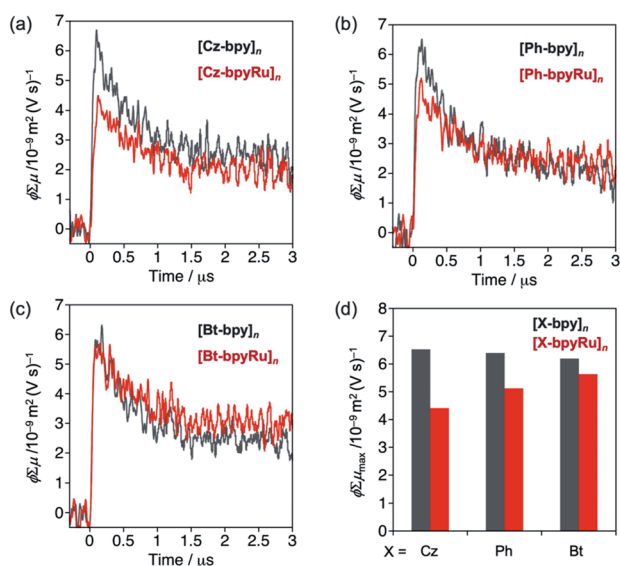 (a)
[Cz-bpy]n
[Cz-bpyRu]n
ϕΣμ /10⁻⁹ m² (V s)⁻¹
7
6
5
4
3
2
1
0
0 0.5 1 1.5 2 2.5 3
Time / μs
(b)
[Ph-bpy]n
[Ph-bpyRu]n
ϕΣμ /10⁻⁹ m² (V s)⁻¹
7
6
5
4
3
2
1
0
0 0.5 1 1.5 2 2.5 3
Time / μs
(c)
[Bt-bpy]n
[Bt-bpyRu]n
ϕΣμ /10⁻⁹ m² (V s)⁻¹
7
6
5
4
3
2
1
0
0 0.5 1 1.5 2 2.5 3
Time / μs
(d)
[X-bpy]n
[X-bpyRu]n
ϕΣμmax /10⁻⁹ m² (V s)⁻¹
8
7
6
5
4
3
2
1
0
X = Cz Ph Bt